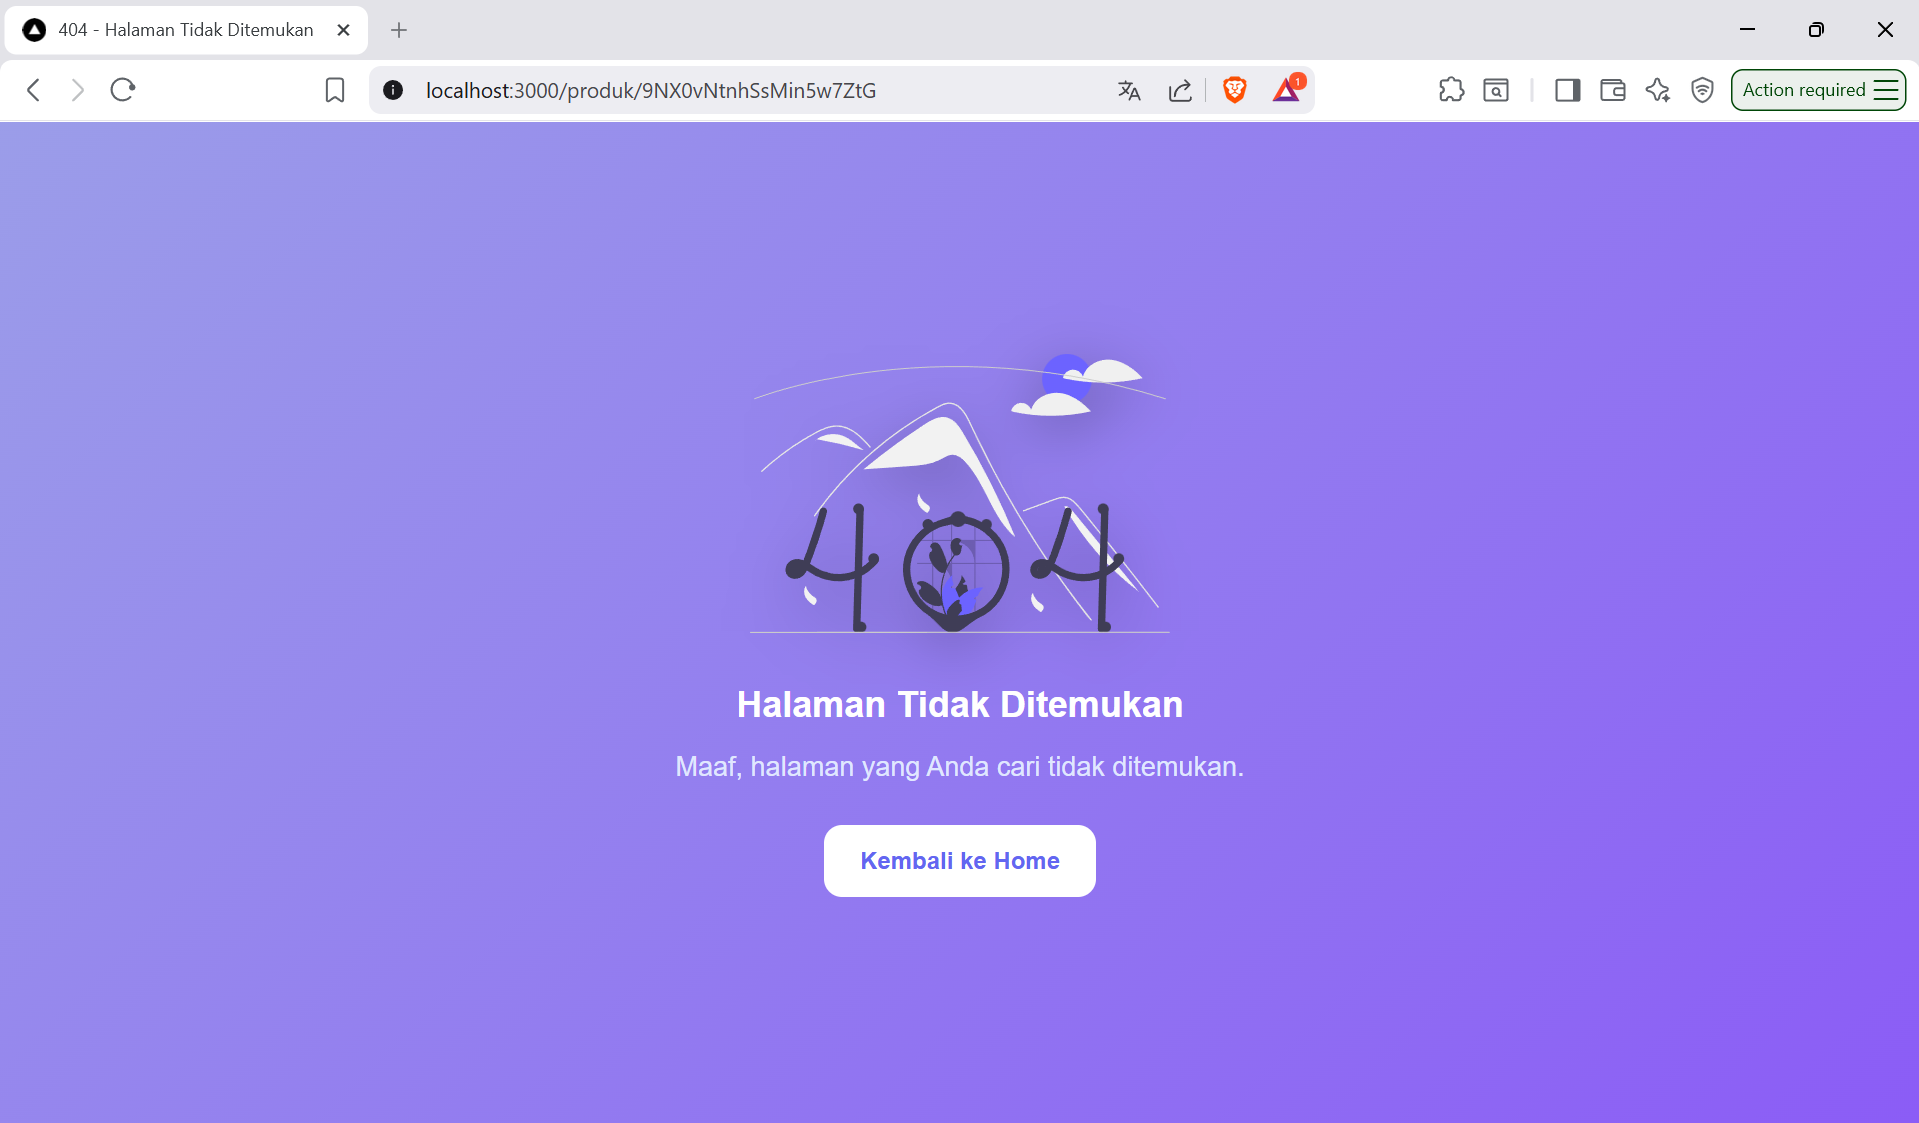 404 - Halaman Tidak Ditemukan
localhost:3000/produk/9NX0vNtnhSsMin5w7ZtG
1
Action required
404
Halaman Tidak Ditemukan
Maaf, halaman yang Anda cari tidak ditemukan.
Kembali ke Home